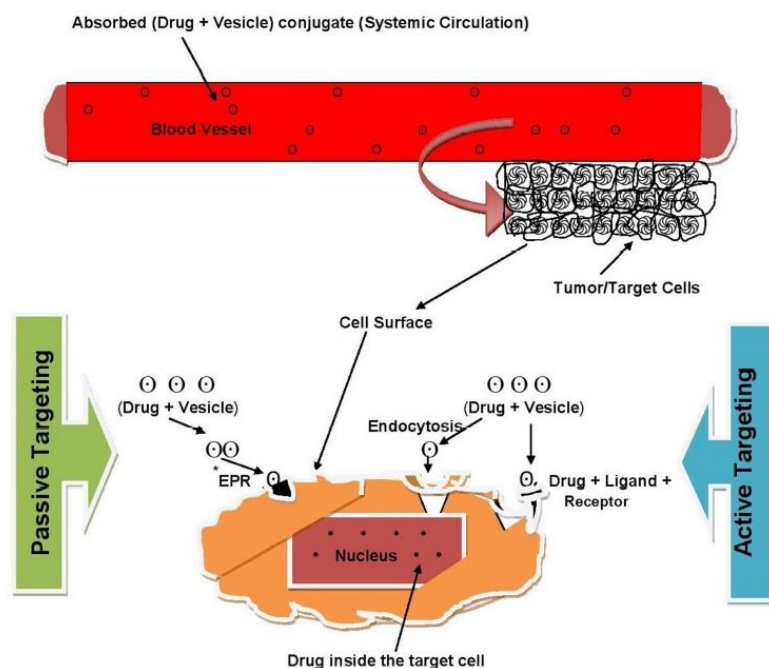 Absorbed (Drug + Vesicle) conjugate (Systemic Circulation)
Blood Vessel
Tumor/Target Cells
Cell Surface
Passive Targeting
(Drug + Vesicle)
*EPR
Endocytosis
(Drug + Vesicle)
Drug + Ligand +
Receptor
Active Targeting
Nucleus
Drug inside the target cell